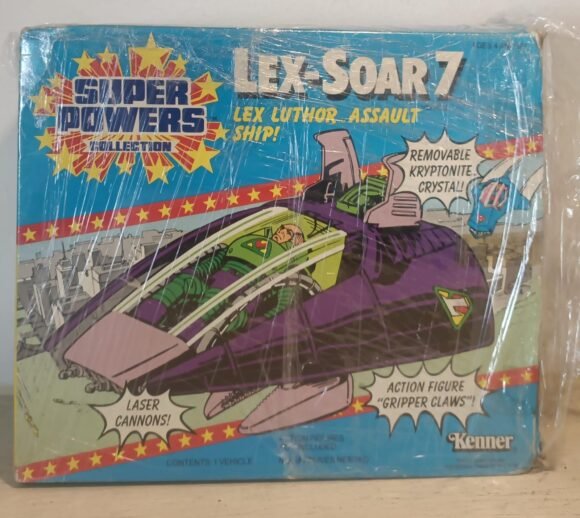 SUPER
POWERS
COLLECTION
LEX-SOAR 7
LEX LUTHOR ASSAULT
SHIP!
REMOVABLE
KRYPTONITE
CRYSTAL!
L
LASER
CANNONS!
ACTION FIGURE
"GRIPPER CLAWS"!
Kenner
CONTENTS: 1 VEHICLE